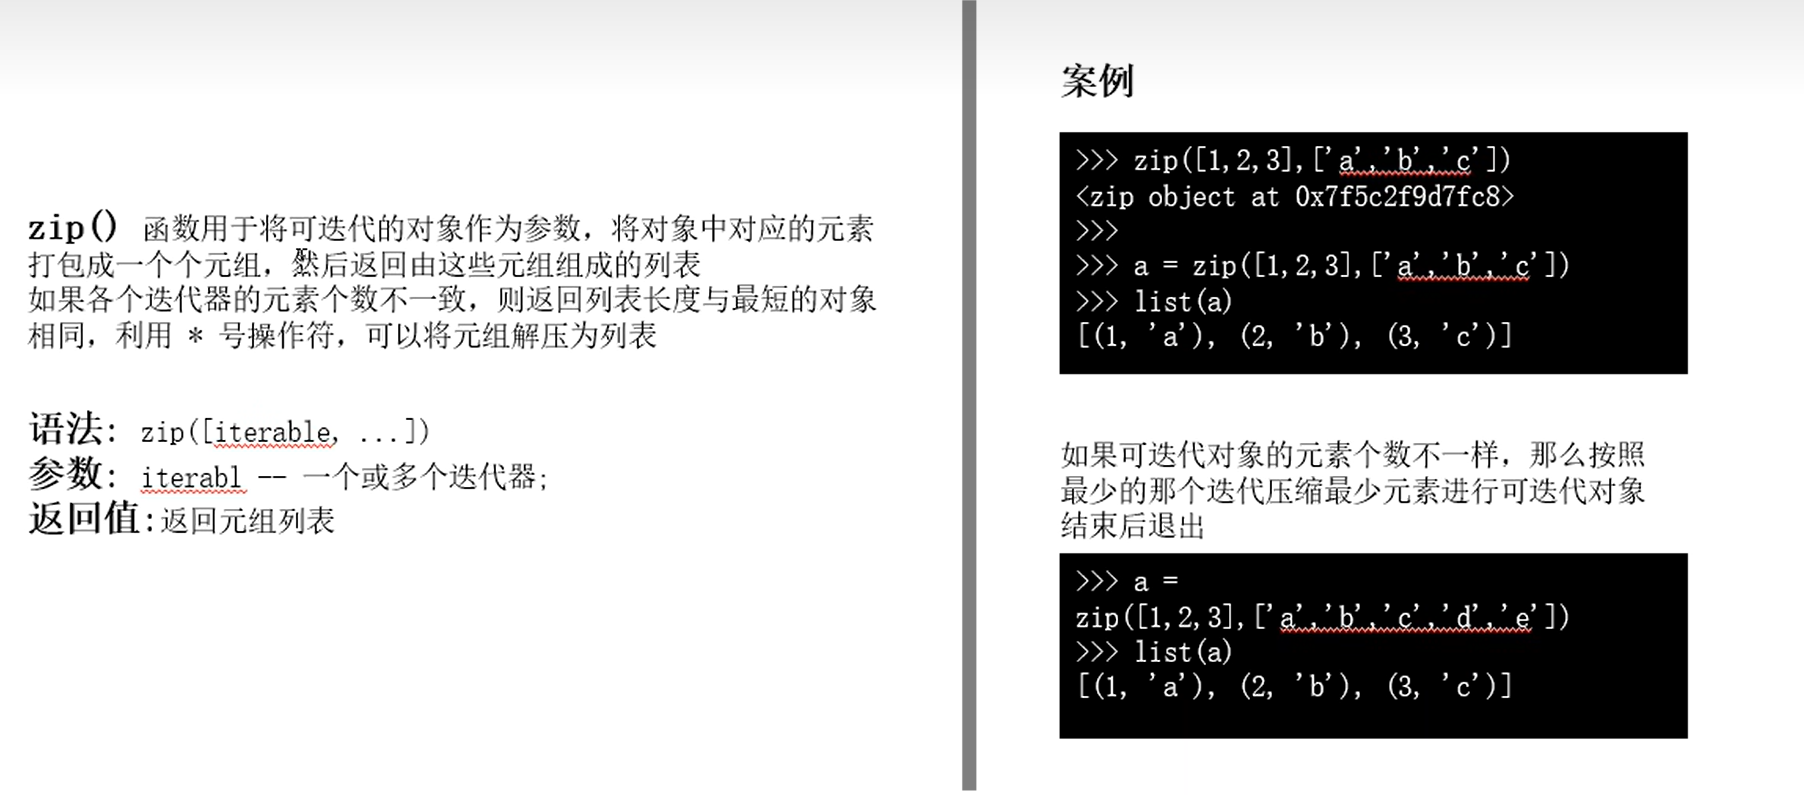 zip() 函数用于将可迭代的对象作为参数，将对象中对应的元素
打包成一个个元组，然后返回由这些元组组成的列表
如果各个迭代器的元素个数不一致，则返回列表长度与最短的对象
相同，利用 * 号操作符，可以将元组解压为列表
语法: zip([iterable, ...])
参数: iterabl -- 一个或多个迭代器;
返回值:返回元组列表
案例
>>> zip([1,2,3],['a','b','c'])
<zip object at 0x7f5c2f9d7fc8>
>>>
>>> a = zip([1,2,3],['a','b','c'])
>>> list(a)
[(1, 'a'), (2, 'b'), (3, 'c')]
如果可迭代对象的元素个数不一样，那么按照
最少的那个迭代压缩最少元素进行可迭代对象
结束后退出
>>> a =
zip([1,2,3],['a','b','c','d','e'])
>>> list(a)
[(1, 'a'), (2, 'b'), (3, 'c')]